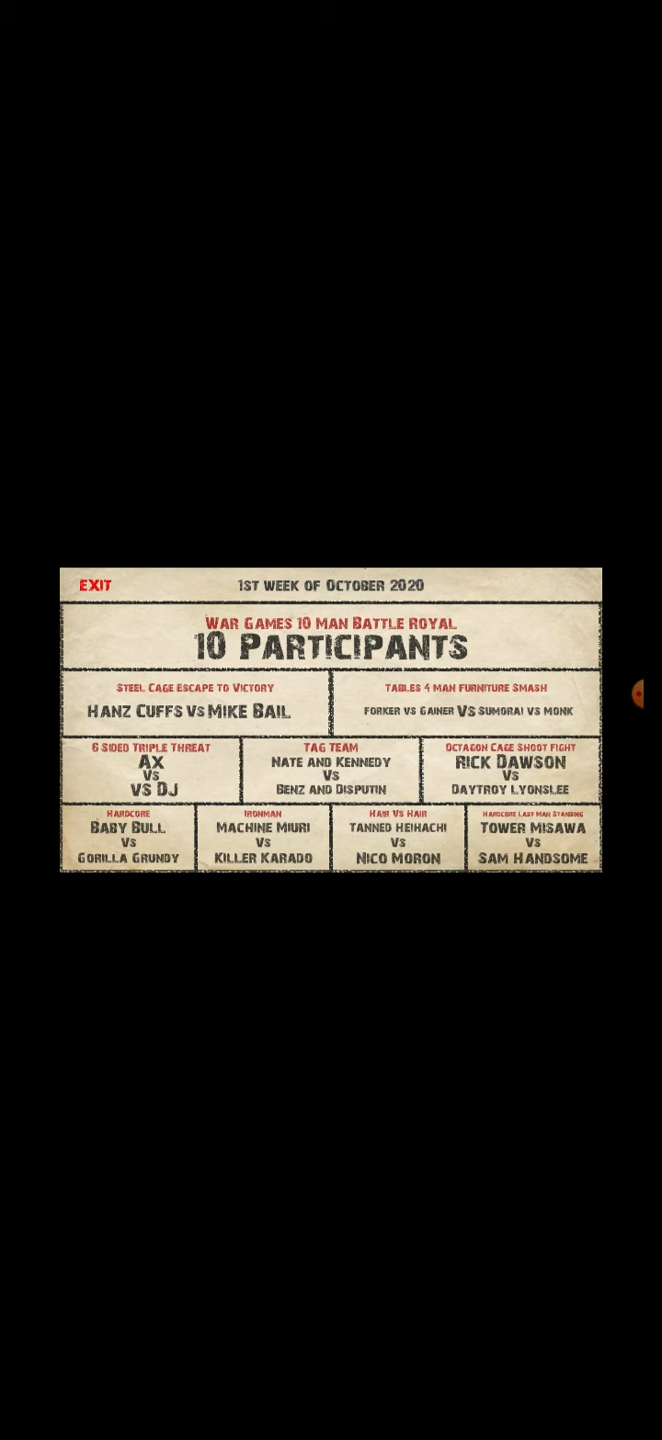 EXIT
1ST WEEK OF OCTOBER 2020
WAR GAMES 10 MAN BATTLE ROYAL
10 PARTICIPANTS
STEEL CAGE ESCAPE TO VICTORY
HANZ CUFFS VS MIKE BAIL
TABLES 4 MAN FURNITURE SMASH
FORKER VS GAINER VS SUMORAI VS MONK
6 SIDED TRIPLE THREAT
AX
VS
VS DJ
TAG TEAM
NATE AND KENNEDY
VS
BENZ AND DISPUTIN
OCTAGON CAGE SHOOT FIGHT
RICK DAWSON
VS
DAYTROY LYONSLEE
HARDCORE
BABY BULL
VS
GORILLA GRUNDY
IRONMAN
MACHINE MIURI
VS
KILLER KARADO
HAIR VS HAIR
TANNED HEIHACHI
VS
NICO MORON
HARDCORE LAST MAN STANDING
TOWER MISAWA
VS
SAM HANDSOME